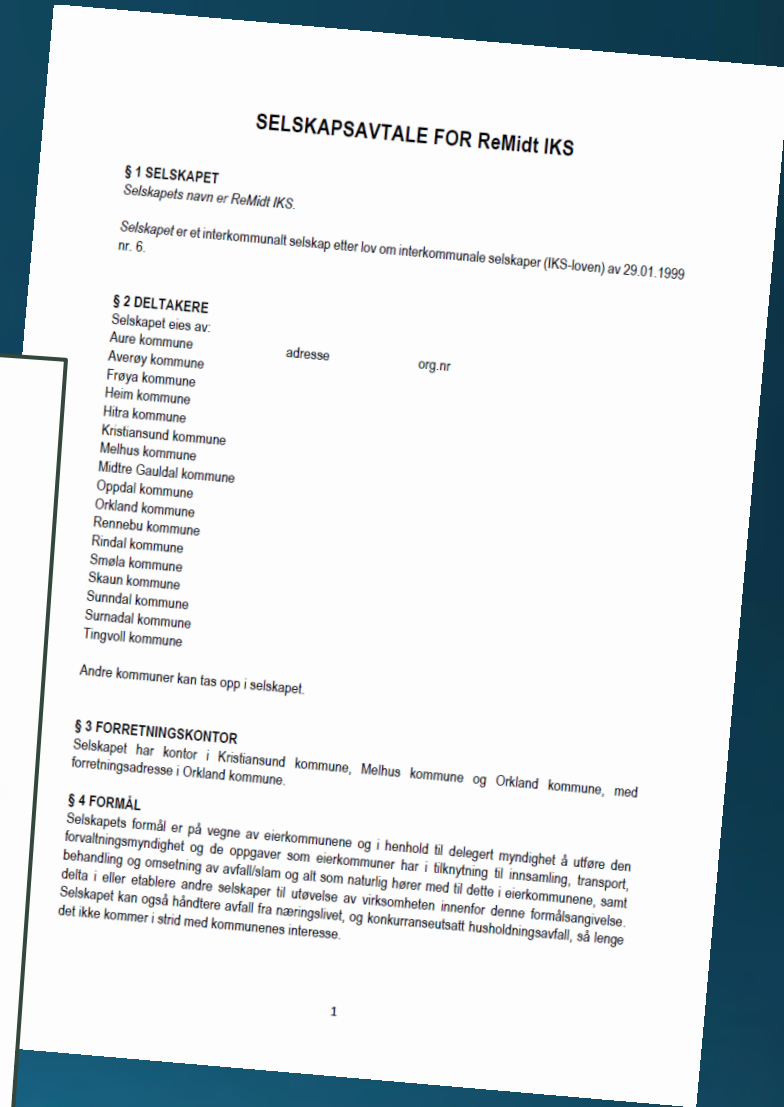 SELSKAPSAVTALE FOR ReMidt IKS
§ 1 SELSKAPET
Selskapets navn er ReMidt IKS.
Selskapet er et interkommunalt selskap etter lov om interkommunale selskaper (IKS-loven) av 29.01.1999
nr. 6.
§ 2 DELTAKERE
Selskapet eies av:
Aure kommune adresse org.nr
Averøy kommune
Frøya kommune
Heim kommune
Hitra kommune
Kristiansund kommune
Melhus kommune
Midtre Gauldal kommune
Oppdal kommune
Orkland kommune
Rennebu kommune
Rindal kommune
Smøla kommune
Skaun kommune
Sunndal kommune
Surnadal kommune
Tingvoll kommune
Andre kommuner kan tas opp i selskapet.
§ 3 FORRETNINGSKONTOR
Selskapet har kontor i Kristiansund kommune, Melhus kommune og Orkland kommune, med
forretningsadresse i Orkland kommune.
§ 4 FORMÅL
Selskapets formål er på vegne av eierkommunene og i henhold til delegert myndighet å utføre den
forvaltningsmyndighet og de oppgaver som eierkommuner har i tilknytning til innsamling, transport,
behandling og omsetning av avfall/slam og alt som naturlig hører med til dette i eierkommunene, samt
delta i eller etablere andre selskaper til utøvelse av virksomheten innenfor denne formålsangivelse.
Selskapet kan også håndtere avfall fra næringslivet, og konkurranseutsatt husholdningsavfall, så lenge
det ikke kommer i strid med kommunenes interesse.
1